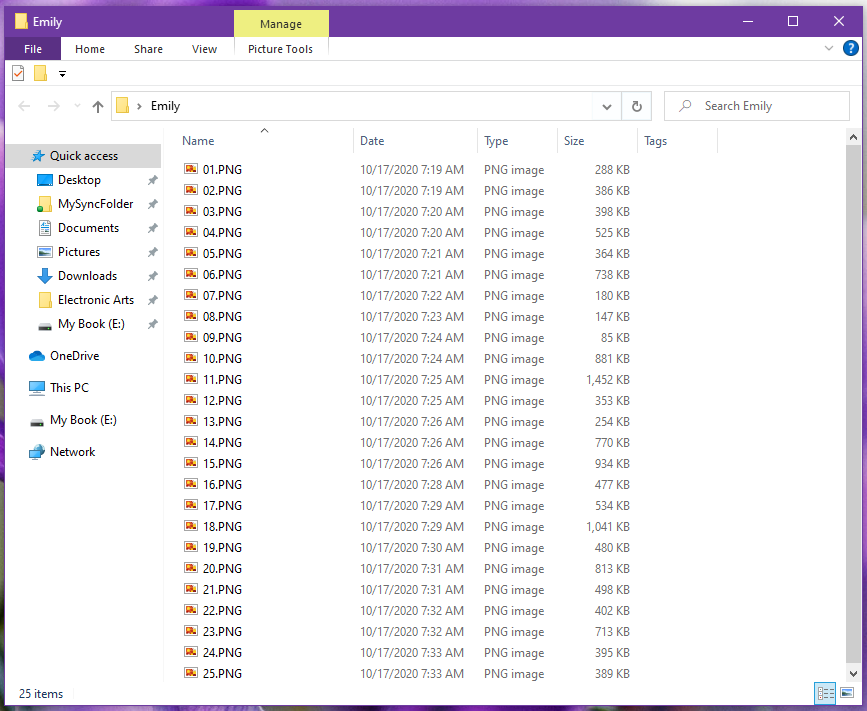 Emily
Manage
File Home Share View Picture Tools
Emily
Search Emily
Name Date Type Size Tags
Quick access
Desktop
MySyncFolder
Documents
Pictures
Downloads
Electronic Arts
My Book (E:)
OneDrive
This PC
My Book (E:)
Network
01.PNG 10/17/2020 7:19 AM PNG image 288 KB
02.PNG 10/17/2020 7:19 AM PNG image 386 KB
03.PNG 10/17/2020 7:20 AM PNG image 398 KB
04.PNG 10/17/2020 7:20 AM PNG image 525 KB
05.PNG 10/17/2020 7:21 AM PNG image 364 KB
06.PNG 10/17/2020 7:21 AM PNG image 738 KB
07.PNG 10/17/2020 7:22 AM PNG image 180 KB
08.PNG 10/17/2020 7:23 AM PNG image 147 KB
09.PNG 10/17/2020 7:24 AM PNG image 85 KB
10.PNG 10/17/2020 7:24 AM PNG image 881 KB
11.PNG 10/17/2020 7:25 AM PNG image 1,452 KB
12.PNG 10/17/2020 7:25 AM PNG image 353 KB
13.PNG 10/17/2020 7:26 AM PNG image 254 KB
14.PNG 10/17/2020 7:26 AM PNG image 770 KB
15.PNG 10/17/2020 7:26 AM PNG image 934 KB
16.PNG 10/17/2020 7:28 AM PNG image 477 KB
17.PNG 10/17/2020 7:29 AM PNG image 534 KB
18.PNG 10/17/2020 7:29 AM PNG image 1,041 KB
19.PNG 10/17/2020 7:30 AM PNG image 480 KB
20.PNG 10/17/2020 7:31 AM PNG image 813 KB
21.PNG 10/17/2020 7:31 AM PNG image 498 KB
22.PNG 10/17/2020 7:32 AM PNG image 402 KB
23.PNG 10/17/2020 7:32 AM PNG image 713 KB
24.PNG 10/17/2020 7:33 AM PNG image 395 KB
25.PNG 10/17/2020 7:33 AM PNG image 389 KB
25 items